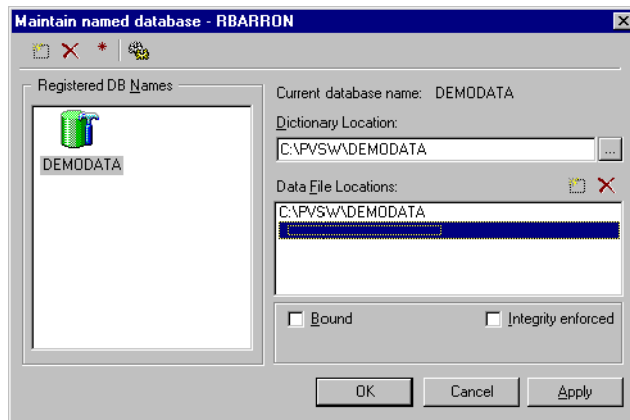 Maintain named database - RBARRON
Registered DB Names
DEMODATA
Current database name: DEMODATA
Dictionary Location:
C:\PVSW\DEMODATA
...
Data File Locations:
C:\PVSW\DEMODATA
Bound
Integrity enforced
OK
Cancel
Apply